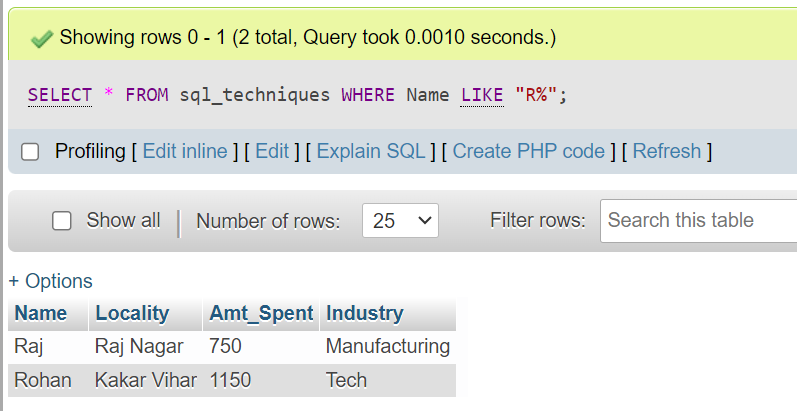 Showing rows 0 - 1 (2 total, Query took 0.0010 seconds.)
SELECT * FROM sql_techniques WHERE Name LIKE "R%";
Profiling [ Edit inline ] [ Edit ] [ Explain SQL ] [ Create PHP code ] [ Refresh ]
Show all Number of rows: 25 Filter rows: Search this table
+ Options
Name Locality Amt_Spent Industry
Raj Raj Nagar 750 Manufacturing
Rohan Kakar Vihar 1150 Tech